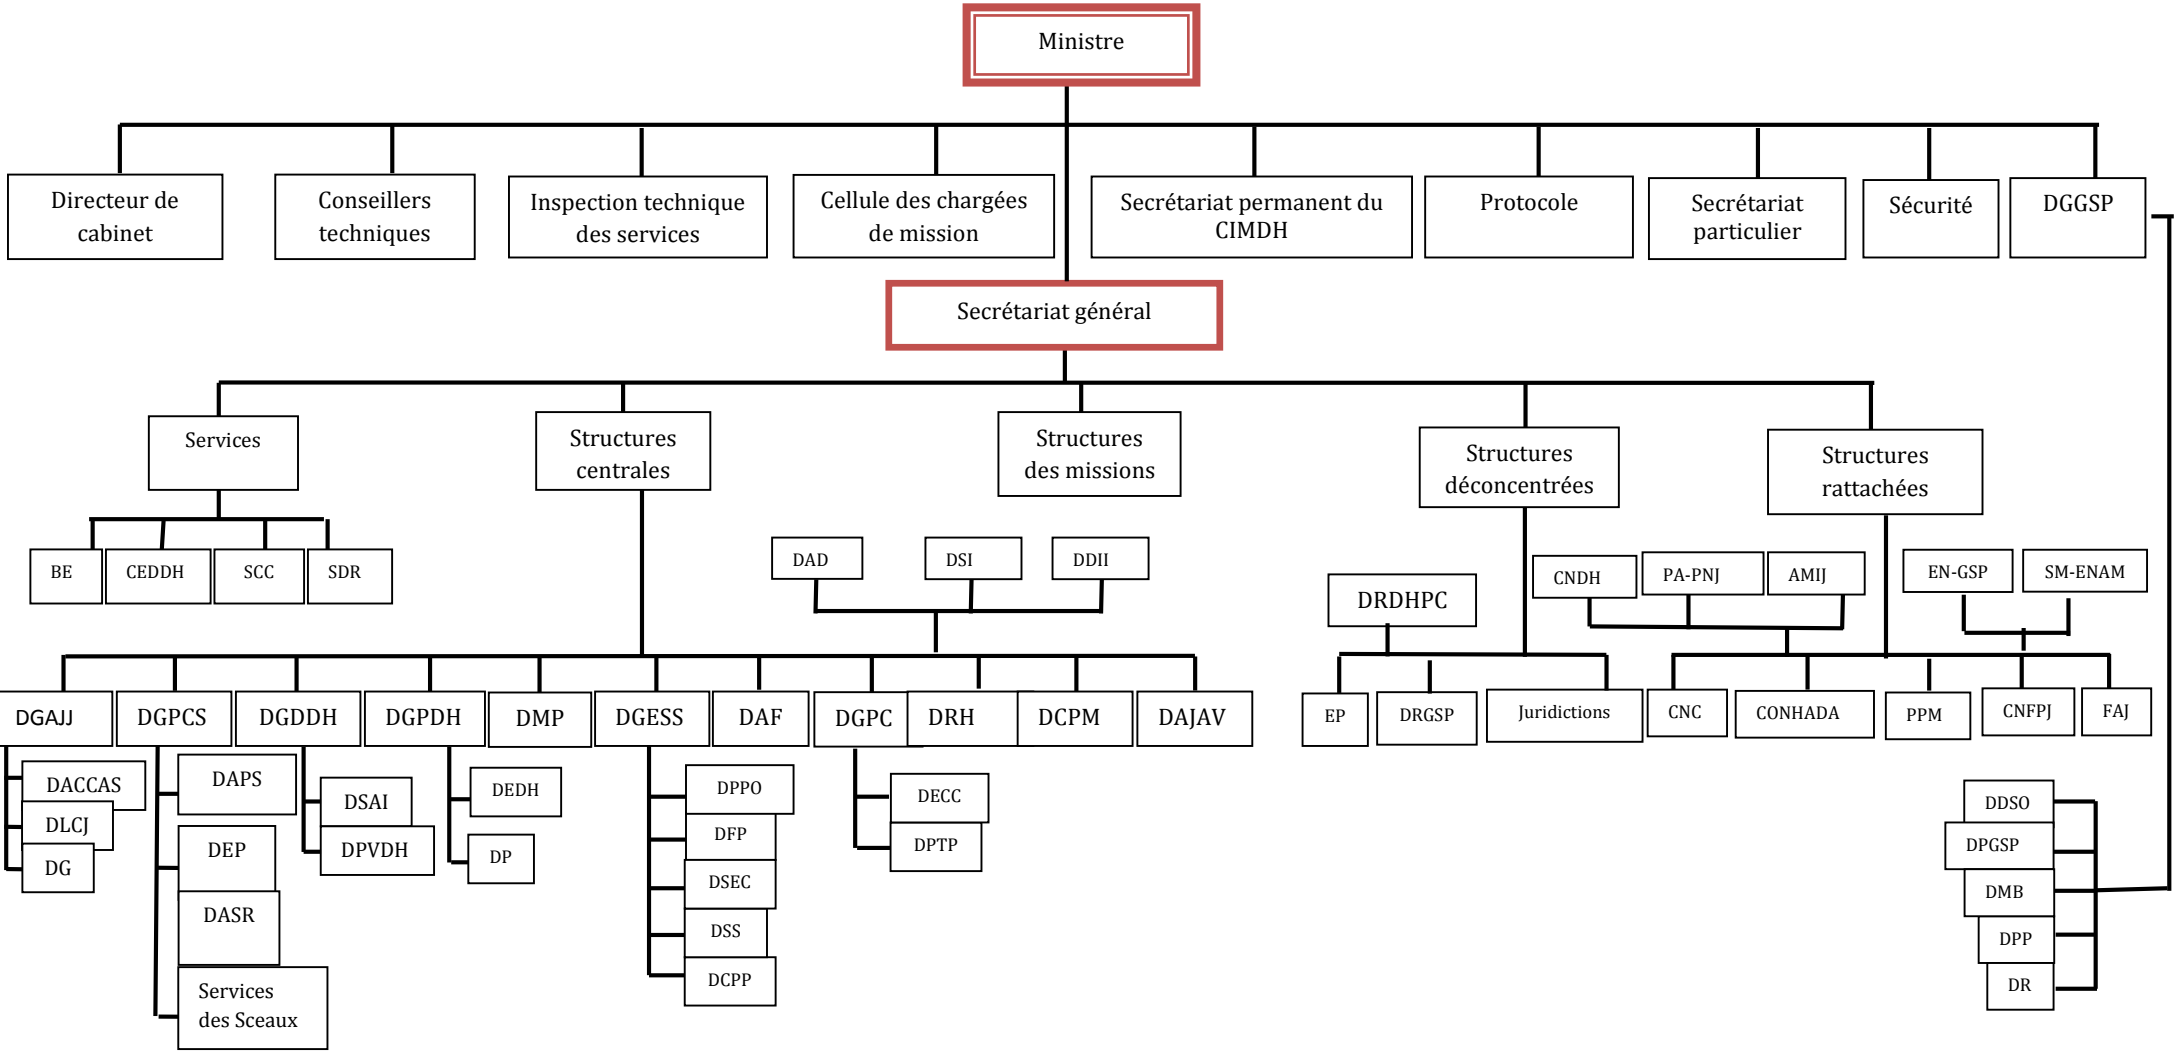 Ministre
Directeur de
cabinet
Conseillers
techniques
Inspection technique
des services
Cellule des chargées
de mission
Secrétariat permanent du
CIMDH
Protocole
Secrétariat
particulier
Sécurité
DGGSP
Secrétariat général
Services
Structures
centrales
Structures
des missions
Structures
déconcentrées
Structures
rattachées
BE
CEDDH
SCC
SDR
DAD
DSI
DDII
DRDHPC
CNDH
PA-PNJ
AMIJ
EN-GSP
SM-ENAM
DGAJJ
DGPCS
DGDDH
DGPDH
DMP
DGESS
DAF
DGPC
DRH
DCPM
DAJAV
EP
DRGSP
Juridictions
CNC
CONHADA
PPM
CNFPJ
FAJ
DACCAS
DLCJ
DG
DAPS
DEP
DASR
Services
des Sceaux
DSAI
DPVDH
DEDH
DP
DPPO
DFP
DSEC
DSS
DCPP
DECC
DPTP
DDSO
DPGSP
DMB
DPP
DR